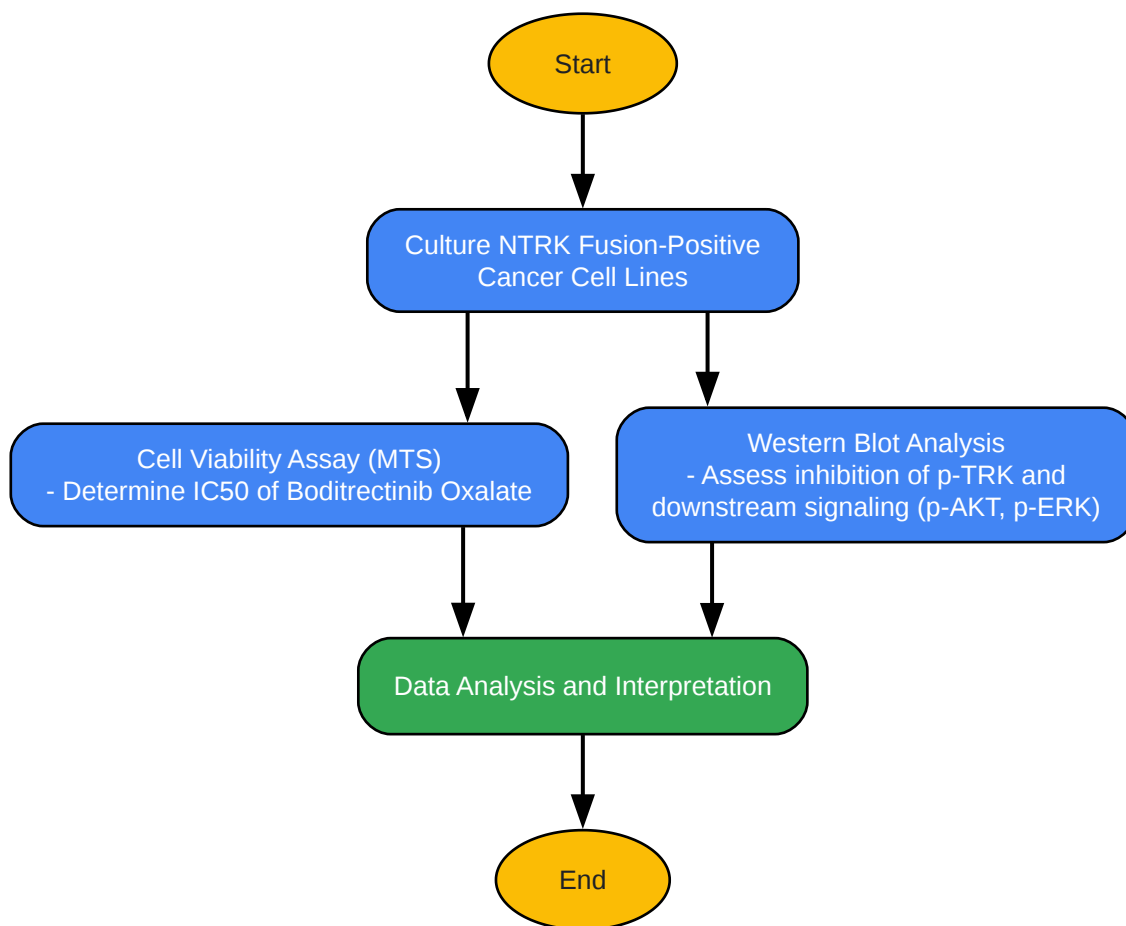 Start
Culture NTRK Fusion-Positive
Cancer Cell Lines
Cell Viability Assay (MTS)
- Determine IC50 of Boditrectinib Oxalate
Western Blot Analysis
- Assess inhibition of p-TRK and
downstream signaling (p-AKT, p-ERK)
Data Analysis and Interpretation
End